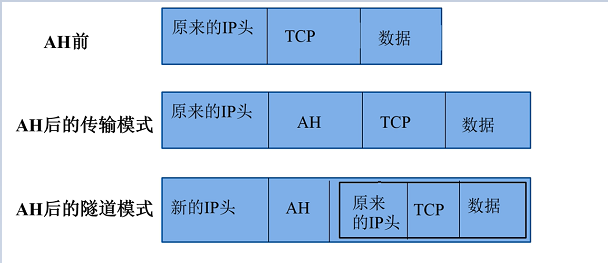 AH前
原来的IP头
TCP
数据
AH后的传输模式
原来的IP头
AH
TCP
数据
AH后的隧道模式
新的IP头
AH
原来
的IP头
TCP
数据